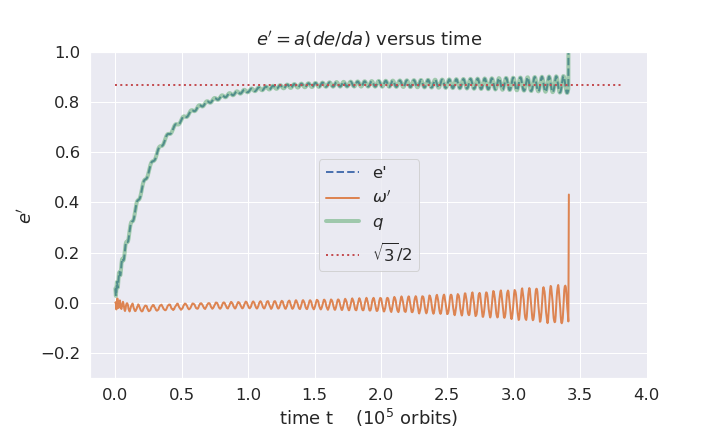 e′ = a(de/da) versus time
1.0
0.8
0.6
0.4
0.2
0.0
−0.2
e′
e'
ω′
q
√3/2
0.0 0.5 1.0 1.5 2.0 2.5 3.0 3.5 4.0
time t (10⁵ orbits)